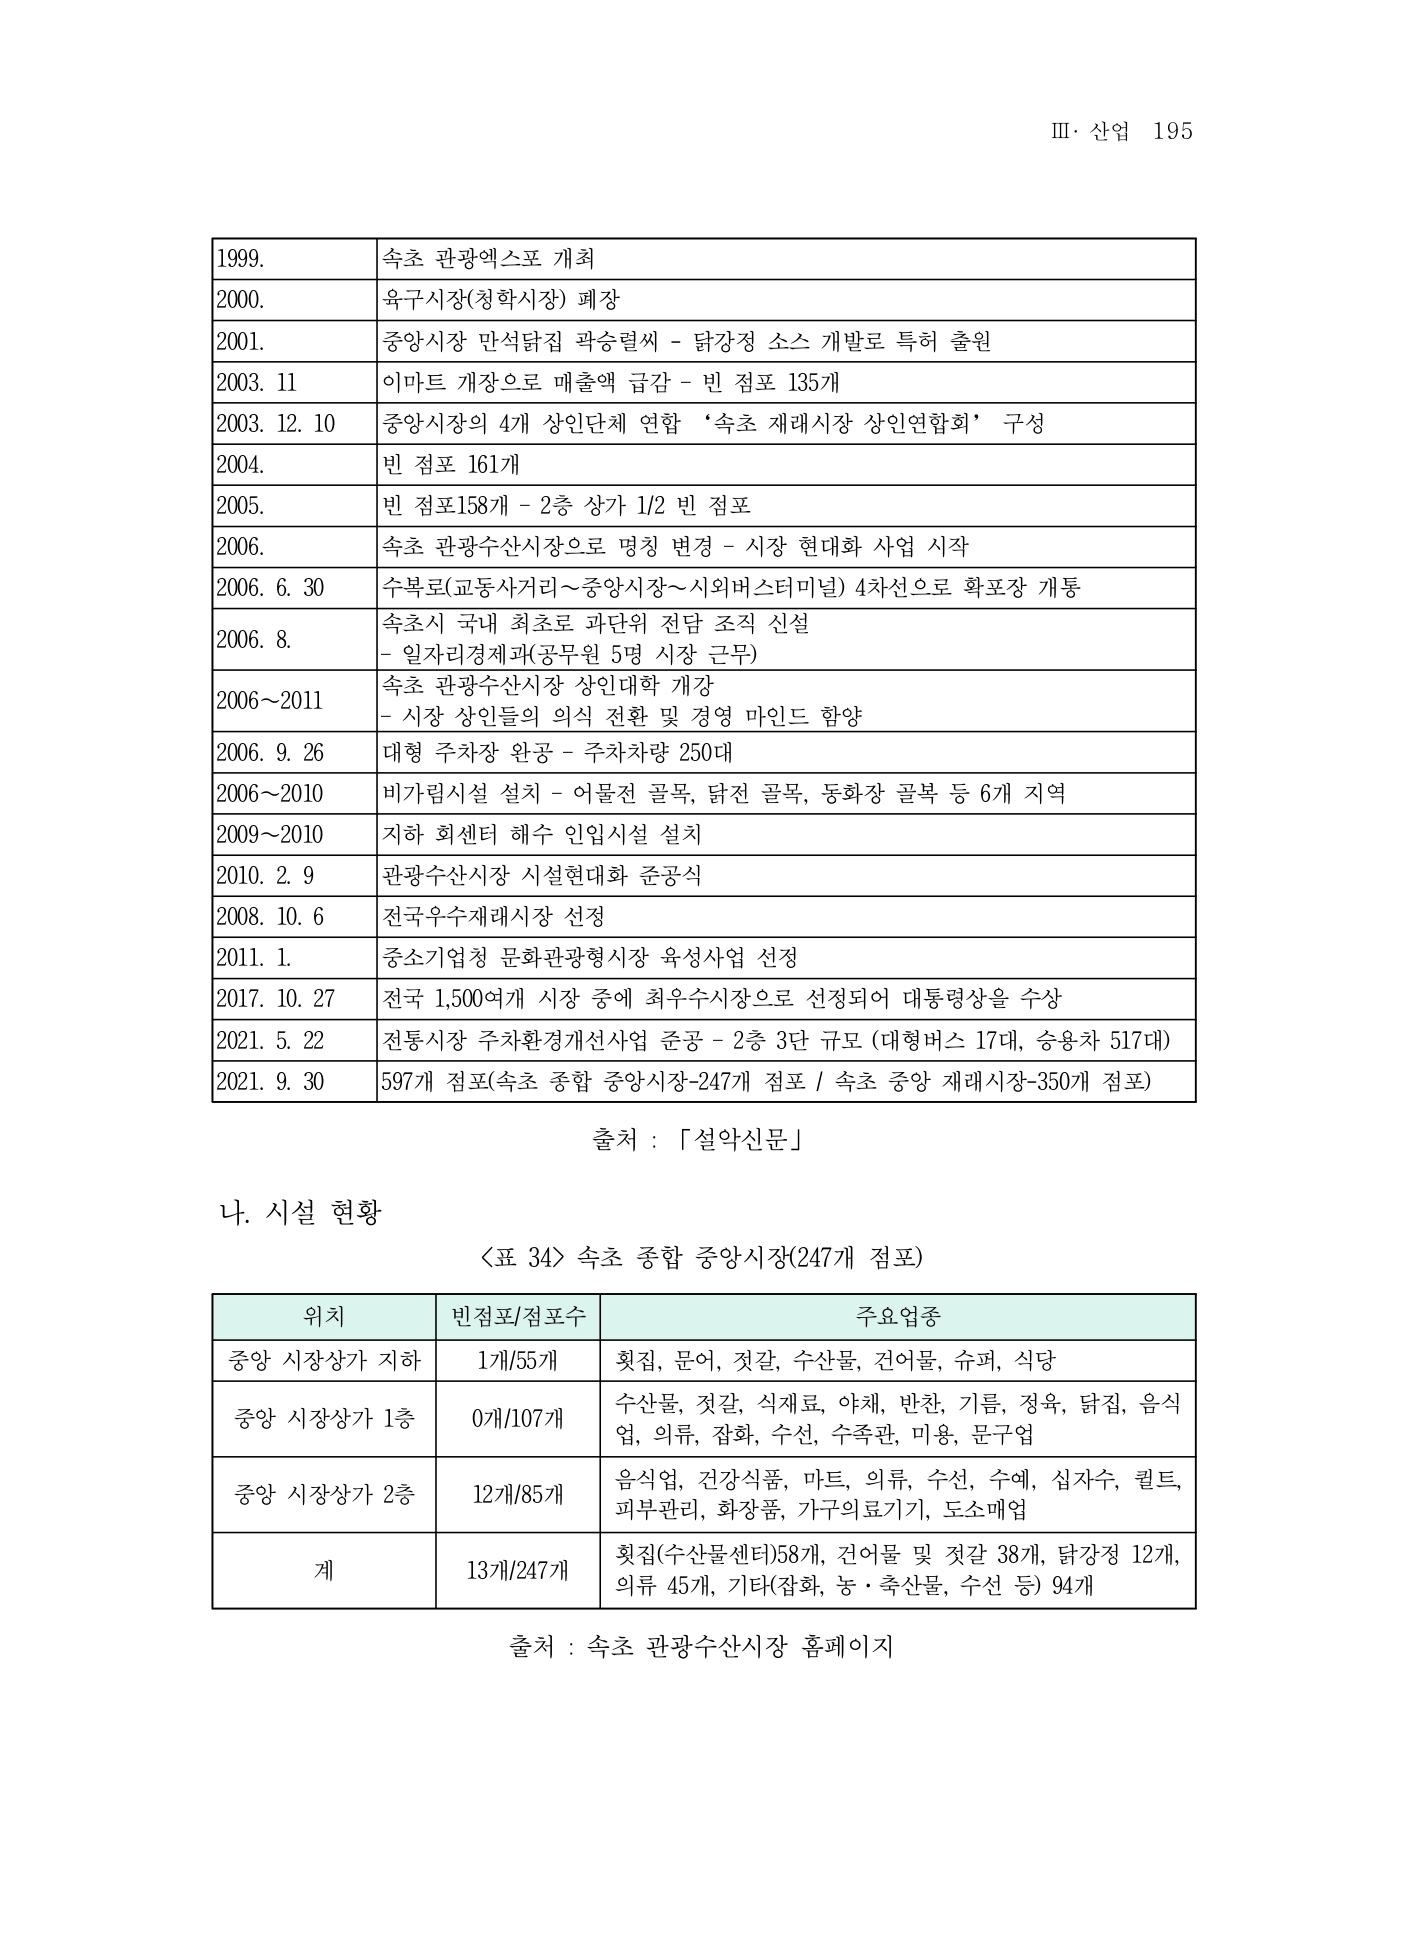 Ⅲ· 산업 195
1999. 속초 관광엑스포 개최
2000. 육구시장(청학시장) 폐장
2001. 중앙시장 만석닭집 곽승렬씨 - 닭강정 소스 개발로 특허 출원
2003. 11 이마트 개장으로 매출액 급감 - 빈 점포 135개
2003. 12. 10 중앙시장의 4개 상인단체 연합 ‘속초 재래시장 상인연합회’ 구성
2004. 빈 점포 161개
2005. 빈 점포158개 - 2층 상가 1/2 빈 점포
2006. 속초 관광수산시장으로 명칭 변경 - 시장 현대화 사업 시작
2006. 6. 30 수복로(교동사거리~중앙시장~시외버스터미널) 4차선으로 확포장 개통
2006. 8. 속초시 국내 최초로 과단위 전담 조직 신설
- 일자리경제과(공무원 5명 시장 근무)
2006~2011 속초 관광수산시장 상인대학 개강
- 시장 상인들의 의식 전환 및 경영 마인드 함양
2006. 9. 26 대형 주차장 완공 - 주차차량 250대
2006~2010 비가림시설 설치 - 어물전 골목, 닭전 골목, 동화장 골복 등 6개 지역
2009~2010 지하 회센터 해수 인입시설 설치
2010. 2. 9 관광수산시장 시설현대화 준공식
2008. 10. 6 전국우수재래시장 선정
2011. 1. 중소기업청 문화관광형시장 육성사업 선정
2017. 10. 27 전국 1,500여개 시장 중에 최우수시장으로 선정되어 대통령상을 수상
2021. 5. 22 전통시장 주차환경개선사업 준공 - 2층 3단 규모 (대형버스 17대, 승용차 517대)
2021. 9. 30 597개 점포(속초 종합 중앙시장-247개 점포 / 속초 중앙 재래시장-350개 점포)
출처 : 「설악신문」
나. 시설 현황
<표 34> 속초 종합 중앙시장(247개 점포)
위치 빈점포/점포수 주요업종
중앙 시장상가 지하 1개/55개 횟집, 문어, 젓갈, 수산물, 건어물, 슈퍼, 식당
중앙 시장상가 1층 0개/107개 수산물, 젓갈, 식재료, 야채, 반찬, 기름, 정육, 닭집, 음식
업, 의류, 잡화, 수선, 수족관, 미용, 문구업
중앙 시장상가 2층 12개/85개 음식업, 건강식품, 마트, 의류, 수선, 수예, 십자수, 퀼트,
피부관리, 화장품, 가구의료기기, 도소매업
계 13개/247개 횟집(수산물센터)58개, 건어물 및 젓갈 38개, 닭강정 12개,
의류 45개, 기타(잡화, 농·축산물, 수선 등) 94개
출처 : 속초 관광수산시장 홈페이지